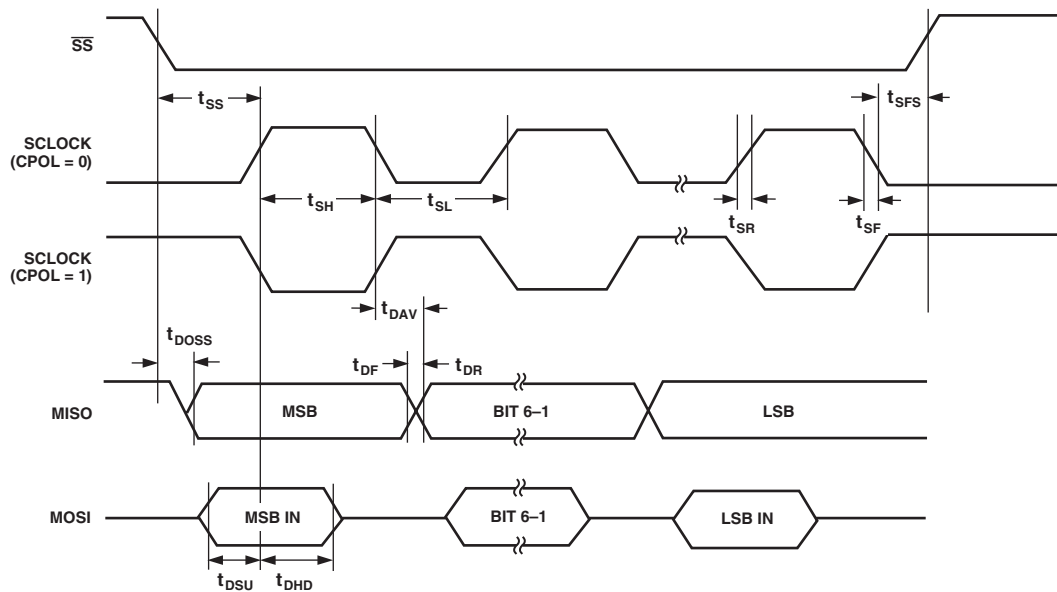 SS
tSS
tSFS
SCLOCK
(CPOL = 0)
tSH
tSL
tSR
tSF
SCLOCK
(CPOL = 1)
tDAV
tDOSS
tDF
tDR
MISO
MSB
BIT 6–1
LSB
MOSI
MSB IN
BIT 6–1
LSB IN
tDSU
tDHD